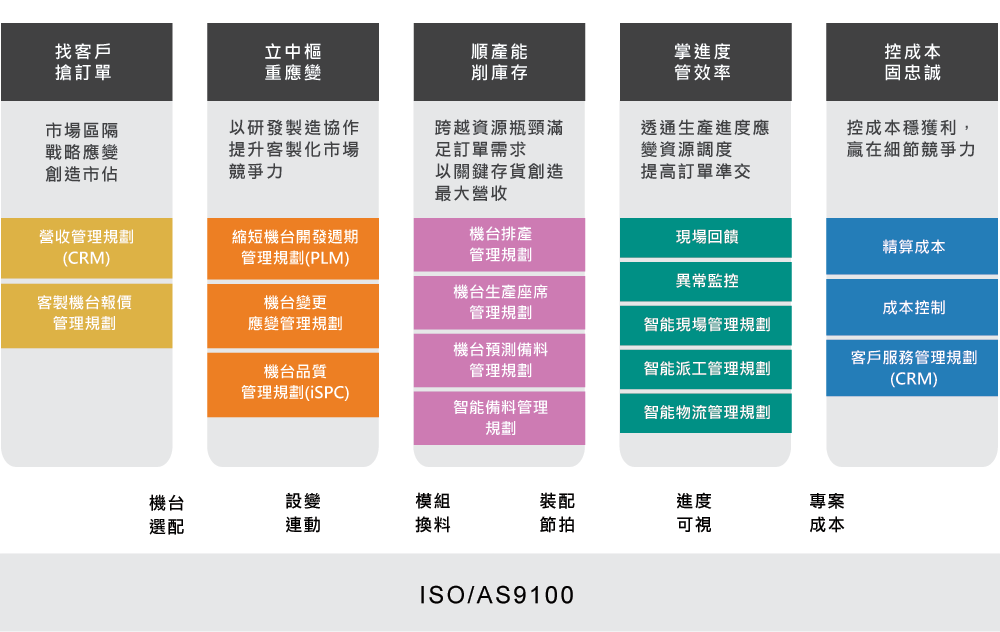 找客戶
搶訂單
市場區隔
戰略應變
創造市佔
營收管理規劃
(CRM)
客製機台報價
管理規劃
立中樞
重應變
以研發製造協作
提升客製化市場
競爭力
縮短機台開發週期
管理規劃(PLM)
機台變更
應變管理規劃
機台品質
管理規劃(iSPC)
順產能
削庫存
跨越資源瓶頸滿
足訂單需求
以關鍵存貨創造
最大營收
機台排產
管理規劃
機台生產座席
管理規劃
機台預測備料
管理規劃
智能備料管理
規劃
掌進度
管效率
透通生產進度應
變資源調度
提高訂單準交
現場回饋
異常監控
智能現場管理規劃
智能派工管理規劃
智能物流管理規劃
控成本
固忠誠
控成本穩獲利，
贏在細節競爭力
精算成本
成本控制
客戶服務管理規劃
(CRM)
機台
選配
設變
連動
模組
換料
裝配
節拍
進度
可視
專案
成本
ISO/AS9100